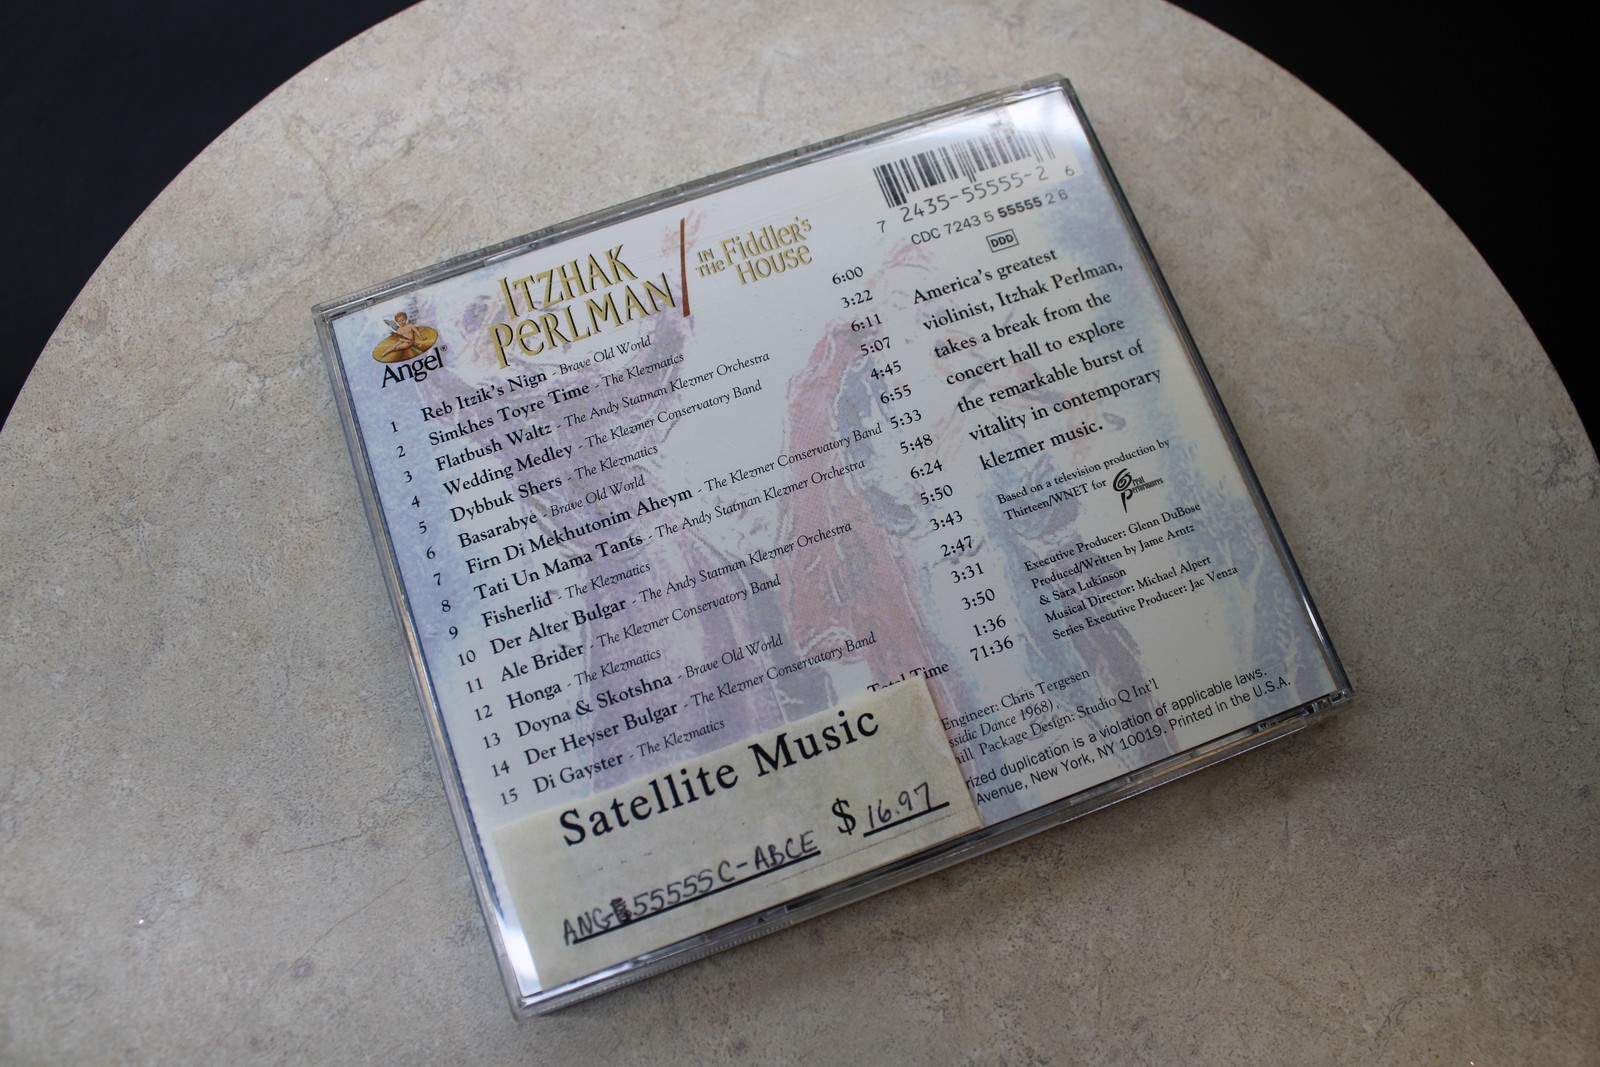 ITZHAK
PERLMAN
IN
THE FIDDLER'S
HOUSE
Angel®
1 Reb Itzik's Nign - Brave Old World 6:00
2 Simkhes Toyre Time - The Klezmatics 3:22
3 Flatbush Waltz - The Andy Statman Klezmer Orchestra 6:11
4 Wedding Medley - The Klezmer Conservatory Band 5:07
5 Dybbuk Shers - The Klezmatics 4:45
6 Basarabye - Brave Old World 6:55
7 Firn Di Mekhutonim Aheym - The Klezmer Conservatory Band 5:33
8 Tati Un Mama Tants - The Andy Statman Klezmer Orchestra 5:48
9 Fisherlid - The Klezmatics 6:24
10 Der Alter Bulgar - The Andy Statman Klezmer Orchestra 5:50
11 Ale Brider - The Klezmer Conservatory Band 3:43
12 Honga - The Klezmatics 2:47
13 Doyna & Skotshna - Brave Old World 3:31
14 Der Heyser Bulgar - The Klezmer Conservatory Band 3:50
15 Di Gayster - The Klezmatics 1:36
Total Time 71:36
7 2435-55555-2 6
CDC 7243 5 55555 2 6
DDD
America's greatest
violinist, Itzhak Perlman,
takes a break from the
concert hall to explore
the remarkable burst of
vitality in contemporary
klezmer music.
Based on a television production by
Thirteen/WNET for Great Performances
Executive Producer: Glenn DuBose
Produced/Written by Jame Arntz
& Sara Lukinson
Musical Director: Michael Alpert
Series Executive Producer: Jac Venza
Engineer: Chris Tergesen
Dance 1968),
Package Design: Studio Q Int'l
duplication is a violation of applicable laws.
Avenue, New York, NY 10019. Printed in the U.S.A.
Satellite Music
$ 16.97
ANG 55555C-ABCE